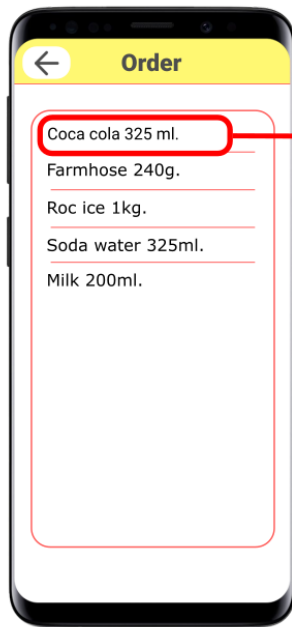 Order
Coca cola 325 ml.
Farmhose 240g.
Roc ice 1kg.
Soda water 325ml.
Milk 200ml.